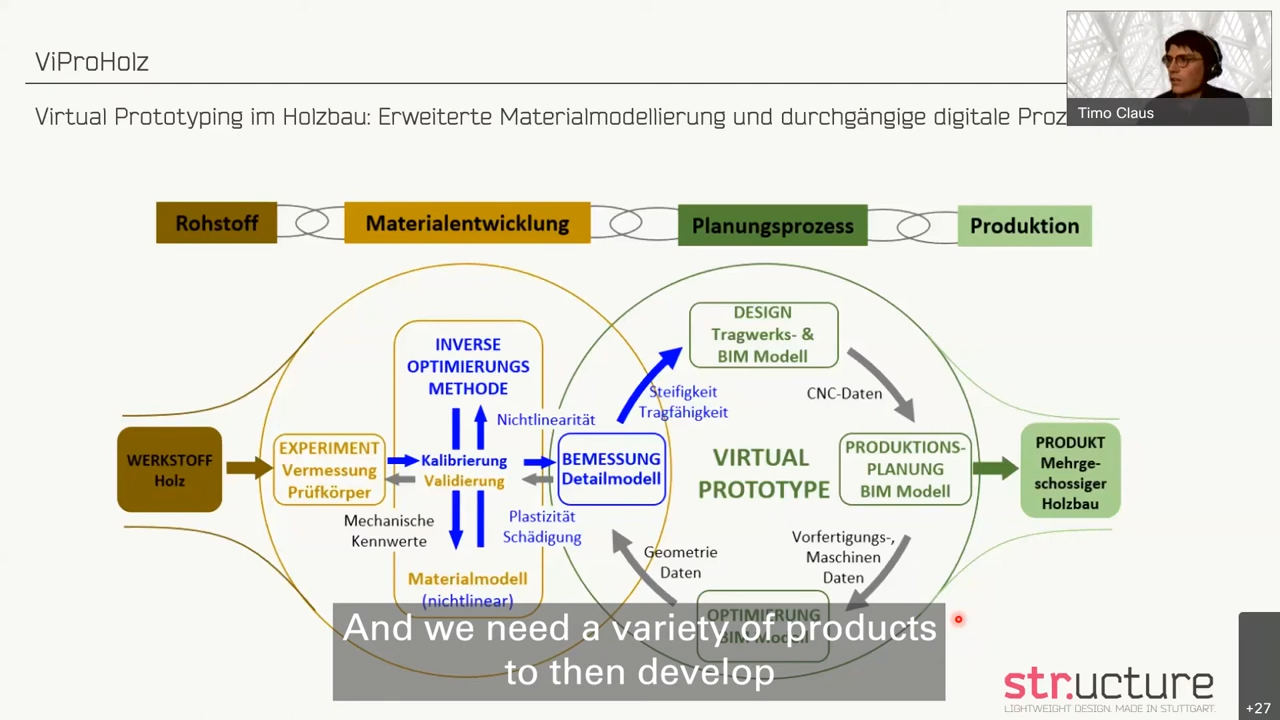 ViProHolz
Timo Claus
Virtual Prototyping im Holzbau: Erweiterte Materialmodellierung und durchgängige digitale Proz
Rohstoff
Materialentwicklung
Planungsprozess
Produktion
WERKSTOFF
Holz
EXPERIMENT
Vermessung
Prüfkörper
INVERSE
OPTIMIERUNGS
METHODE
Nichtlinearität
Kalibrierung
Validierung
Mechanische
Kennwerte
Plastizität
Schädigung
Materialmodell
(nichtlinear)
BEMESSUNG
Detailmodell
Steifigkeit
Tragfähigkeit
DESIGN
Tragwerks- &
BIM Modell
CNC-Daten
VIRTUAL
PROTOTYPE
PRODUKTIONS-
PLANUNG
BIM Modell
Geometrie
Daten
Vorfertigungs-,
Maschinen
Daten
OPTIMIERUNG
BIM Modell
PRODUKT
Mehrge-
schossiger
Holzbau
And we need a variety of products
to then develop
str.ucture
LIGHTWEIGHT DESIGN. MADE IN STUTTGART.
+27